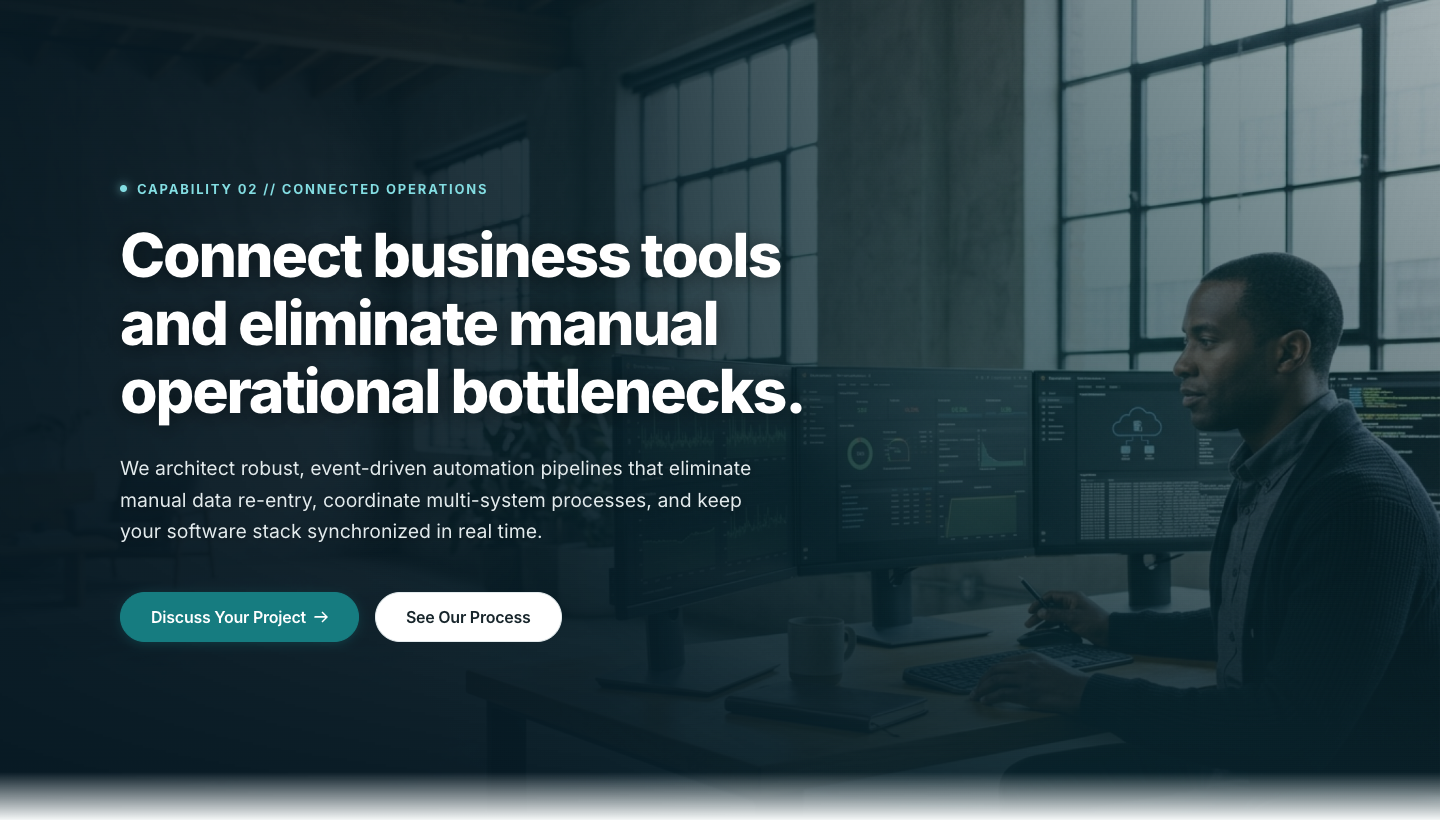 CAPABILITY 02 // CONNECTED OPERATIONS
Connect business tools
and eliminate manual
operational bottlenecks.
We architect robust, event-driven automation pipelines that eliminate
manual data re-entry, coordinate multi-system processes, and keep
your software stack synchronized in real time.
Discuss Your Project →
See Our Process